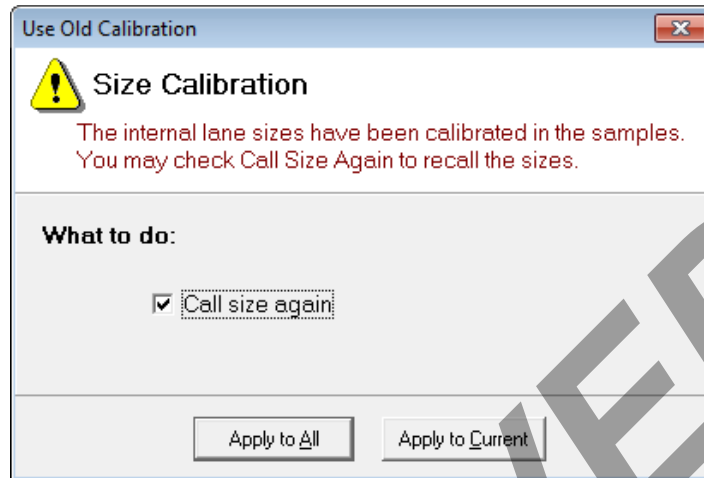 Use Old Calibration
Size Calibration
The internal lane sizes have been calibrated in the samples.
You may check Call Size Again to recall the sizes.
What to do:
Call size again
Apply to All
Apply to Current